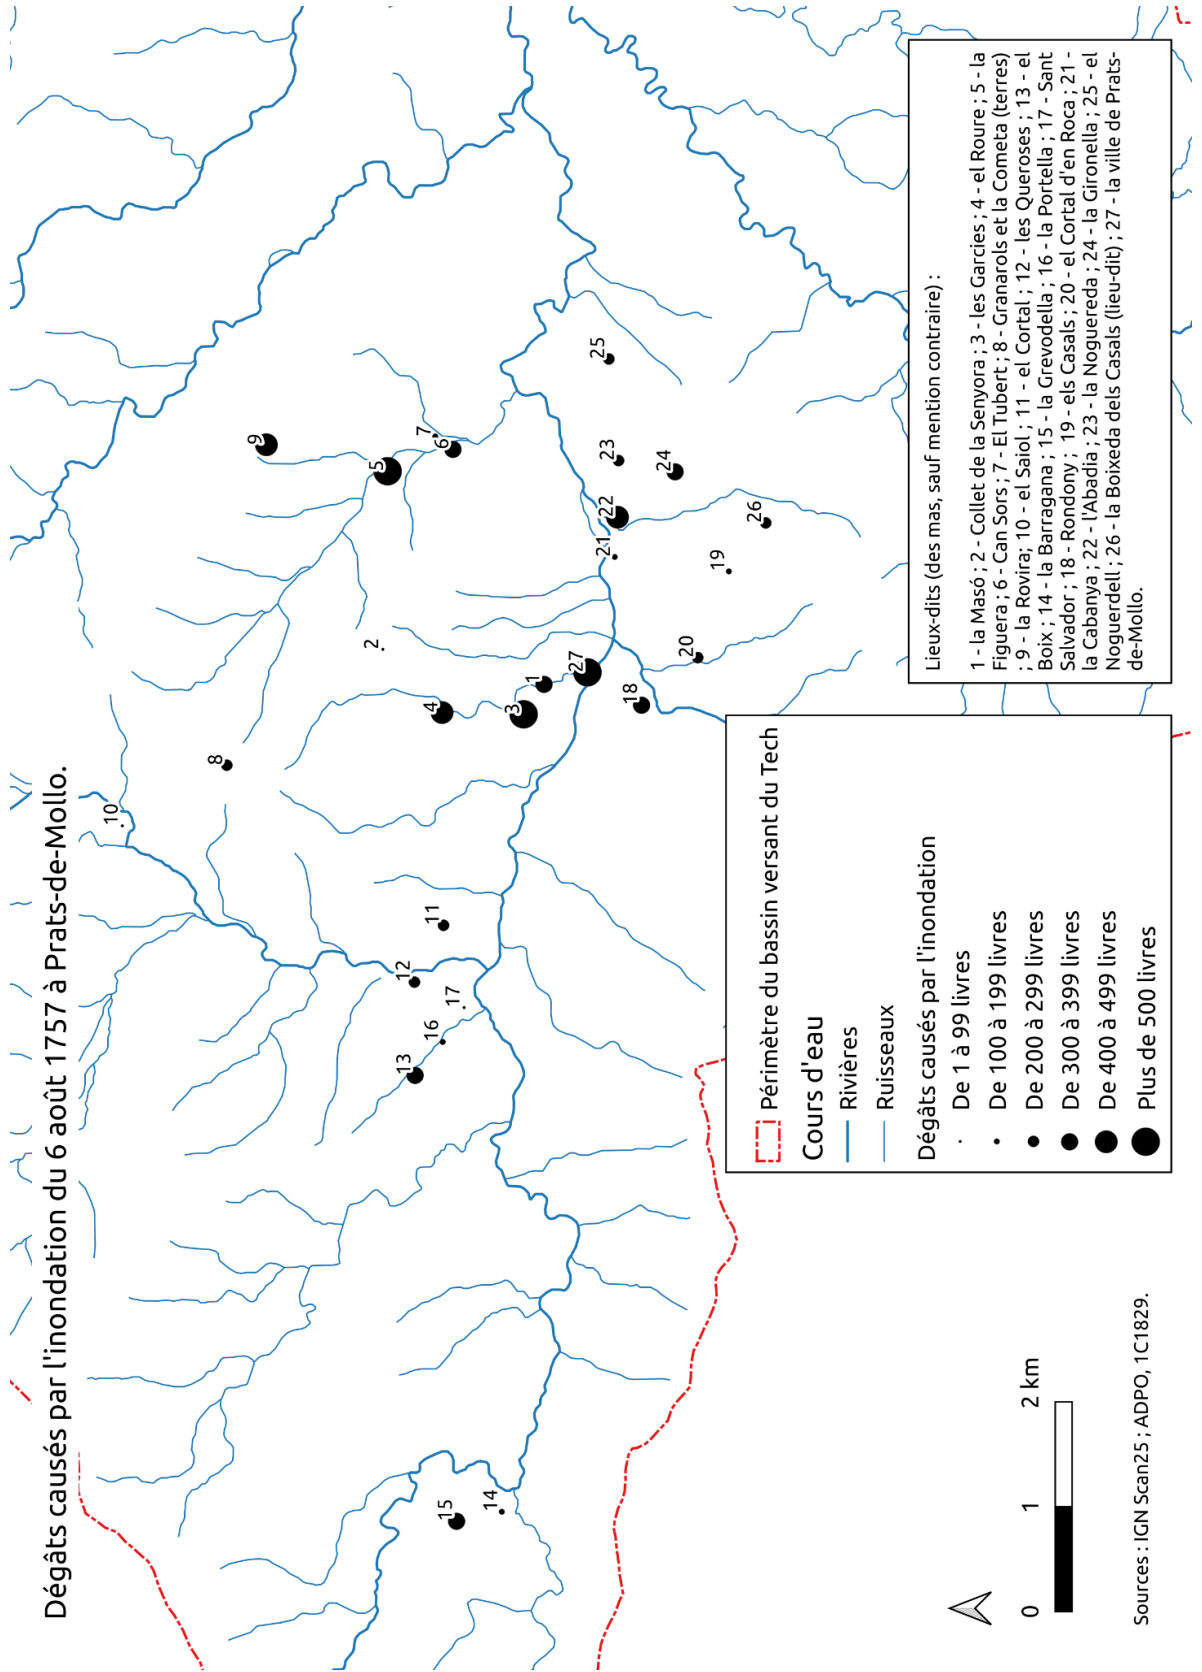 Dégâts causés par l'inondation du 6 août 1757 à Prats-de-Mollo.
10
8
9
2
5
7
6
4
3
1
27
12
11
13
16
17
15
14
21
22
23
25
24
26
19
20
18
Périmètre du bassin versant du Tech
Cours d'eau
Rivières
Ruisseaux
Dégâts causés par l'inondation
De 1 à 99 livres
De 100 à 199 livres
De 200 à 299 livres
De 300 à 399 livres
De 400 à 499 livres
Plus de 500 livres
Lieux-dits (des mas, sauf mention contraire) :
1 - la Masó ; 2 - Collet de la Senyora ; 3 - les Garcies ; 4 - el Roure ; 5 - la
Figuera ; 6 - Can Sors ; 7 - El Tubert ; 8 - Granarols et la Cometa (terres)
; 9 - la Rovira; 10 - el Saiol ; 11 - el Cortal ; 12 - les Queroses ; 13 - el
Boix ; 14 - la Barragana ; 15 - la Grevodella ; 16 - la Portella ; 17 - Sant
Salvador ; 18 - Rondony ; 19 - els Casals ; 20 - el Cortal d'en Roca ; 21 -
la Cabanya ; 22 - l'Abadia ; 23 - la Noguereda ; 24 - la Gironella ; 25 - el
Noguerdell ; 26 - la Boixeda dels Casals (lieu-dit) ; 27 - la ville de Prats-
de-Mollo.
0 1 2 km
Sources : IGN Scan25 ; ADPO, 1C1829.